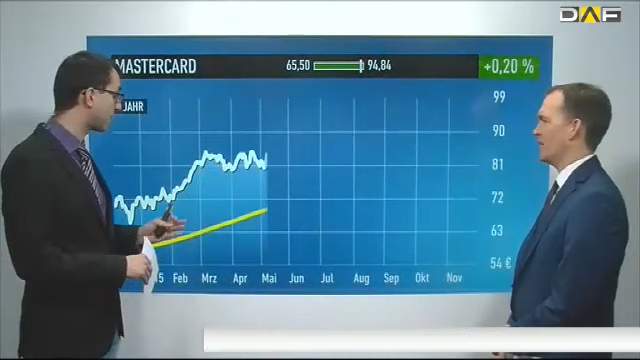 DAF
MASTERCARD 65,50 94,84 +0,20 %
JAHR
99
90
81
72
63
54 €
15 Feb Mrz Apr Mai Jun Jul Aug Sep Okt Nov